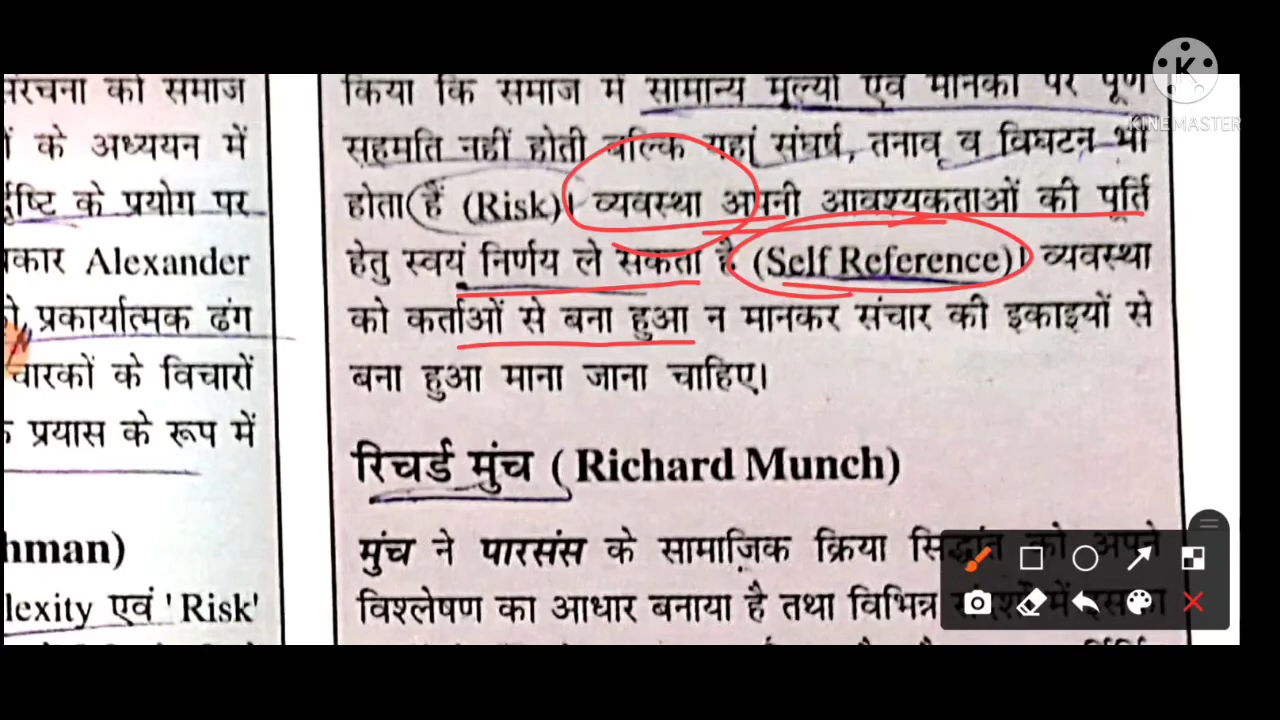 संरचना को समाज
के अध्ययन में
के प्रयोग पर
Alexander
प्रकार्यात्मक ढंग
के विचारों
प्रयास के रूप में
hman)
lexity एवं 'Risk'
किया कि समाज में सामान्य मूल्यों एवं मानकों पर पूर्ण
सहमति नहीं होती बल्कि यहां संघर्ष, तनाव व विघटन भी
होता हैं (Risk)। व्यवस्था अपनी आवश्यकताओं की पूर्ति
हेतु स्वयं निर्णय ले सकता है (Self Reference)। व्यवस्था
को कर्ताओं से बना हुआ न मानकर संचार की इकाइयों से
बना हुआ माना जाना चाहिए।
रिचर्ड मुंच (Richard Munch)
मुंच ने पारसंस के सामाजिक क्रिया सिद्धांत को अपने
विश्लेषण का आधार बनाया है तथा विभिन्न
K
KINEMASTER